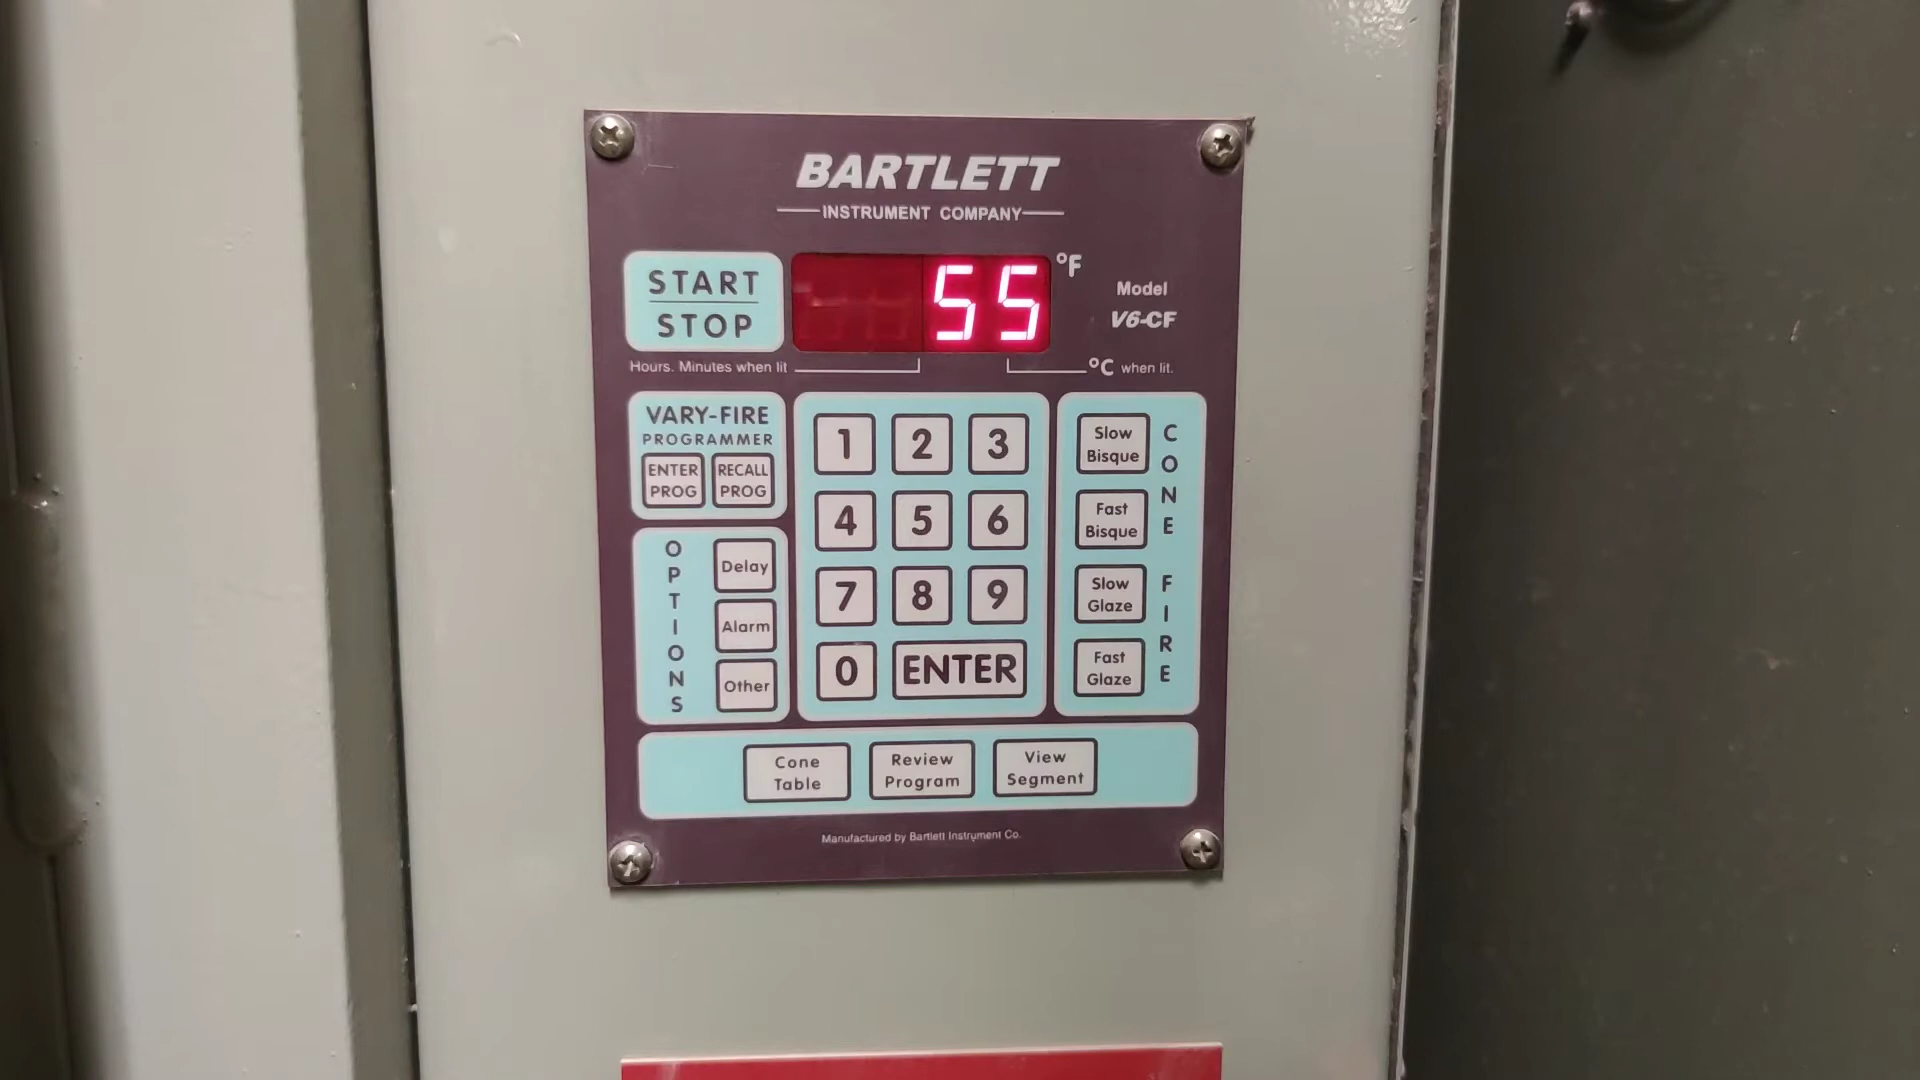 BARTLETT
INSTRUMENT COMPANY
START
STOP
55
°F
Model
V6-CF
Hours. Minutes when lit
°C when lit.
VARY-FIRE
PROGRAMMER
ENTER
PROG
RECALL
PROG
OPTIONS
Delay
Alarm
Other
1 2 3
4 5 6
7 8 9
0 ENTER
Slow
Bisque
Fast
Bisque
Slow
Glaze
Fast
Glaze
CONE FIRE
Cone
Table
Review
Program
View
Segment
Manufactured by Bartlett Instrument Co.